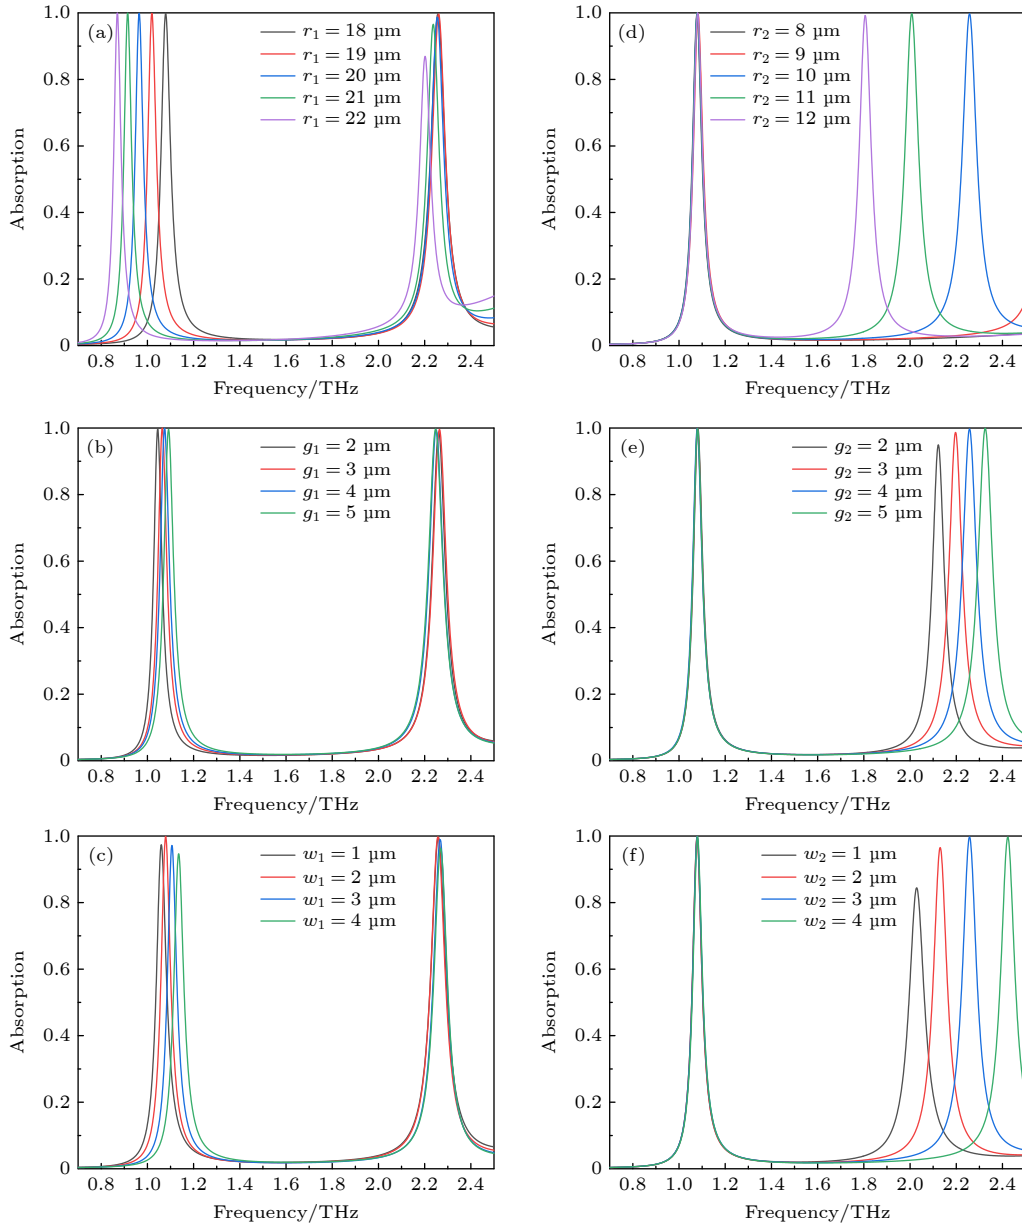 (a)
r1 = 18 µm
r1 = 19 µm
r1 = 20 µm
r1 = 21 µm
r1 = 22 µm
1.0
0.8
0.6
0.4
0.2
0
Absorption
0.8 1.0 1.2 1.4 1.6 1.8 2.0 2.2 2.4
Frequency/THz
(d)
r2 = 8 µm
r2 = 9 µm
r2 = 10 µm
r2 = 11 µm
r2 = 12 µm
1.0
0.8
0.6
0.4
0.2
0
Absorption
0.8 1.0 1.2 1.4 1.6 1.8 2.0 2.2 2.4
Frequency/THz
(b)
g1 = 2 µm
g1 = 3 µm
g1 = 4 µm
g1 = 5 µm
1.0
0.8
0.6
0.4
0.2
0
Absorption
0.8 1.0 1.2 1.4 1.6 1.8 2.0 2.2 2.4
Frequency/THz
(e)
g2 = 2 µm
g2 = 3 µm
g2 = 4 µm
g2 = 5 µm
1.0
0.8
0.6
0.4
0.2
0
Absorption
0.8 1.0 1.2 1.4 1.6 1.8 2.0 2.2 2.4
Frequency/THz
(c)
w1 = 1 µm
w1 = 2 µm
w1 = 3 µm
w1 = 4 µm
1.0
0.8
0.6
0.4
0.2
0
Absorption
0.8 1.0 1.2 1.4 1.6 1.8 2.0 2.2 2.4
Frequency/THz
(f)
w2 = 1 µm
w2 = 2 µm
w2 = 3 µm
w2 = 4 µm
1.0
0.8
0.6
0.4
0.2
0
Absorption
0.8 1.0 1.2 1.4 1.6 1.8 2.0 2.2 2.4
Frequency/THz